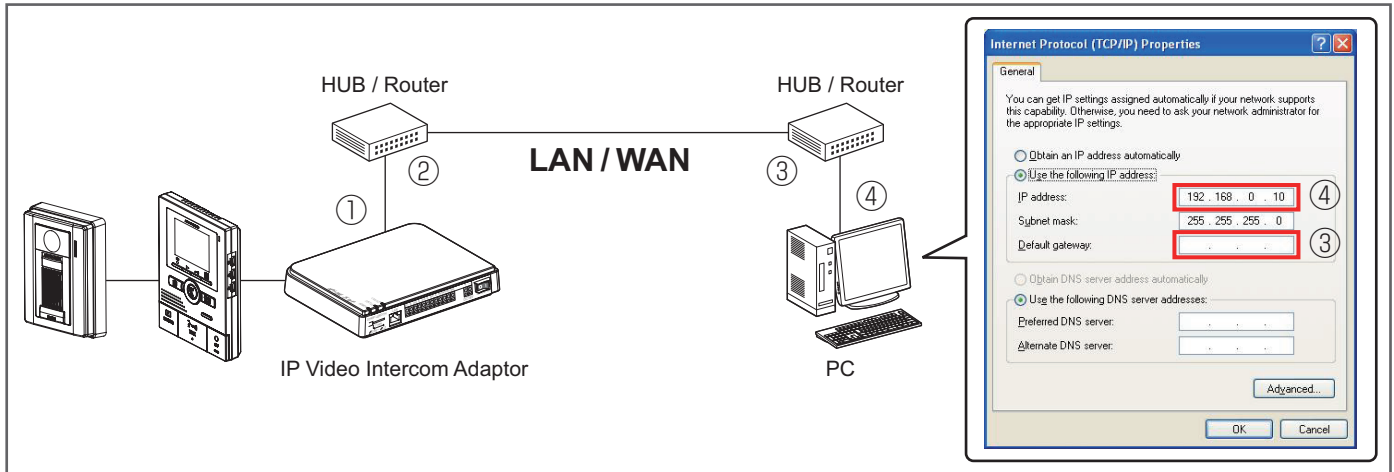 HUB / Router
HUB / Router
LAN / WAN
①
②
③
④
IP Video Intercom Adaptor
PC
Internet Protocol (TCP/IP) Properties
General
You can get IP settings assigned automatically if your network supports
this capability. Otherwise, you need to ask your network administrator for
the appropriate IP settings.
Obtain an IP address automatically
Use the following IP address:
IP address: 192 . 168 . 0 . 10 ④
Subnet mask: 255 . 255 . 255 . 0
Default gateway: . . . ③
Obtain DNS server address automatically
Use the following DNS server addresses:
Preferred DNS server: . . .
Alternate DNS server: . . .
Advanced...
OK Cancel